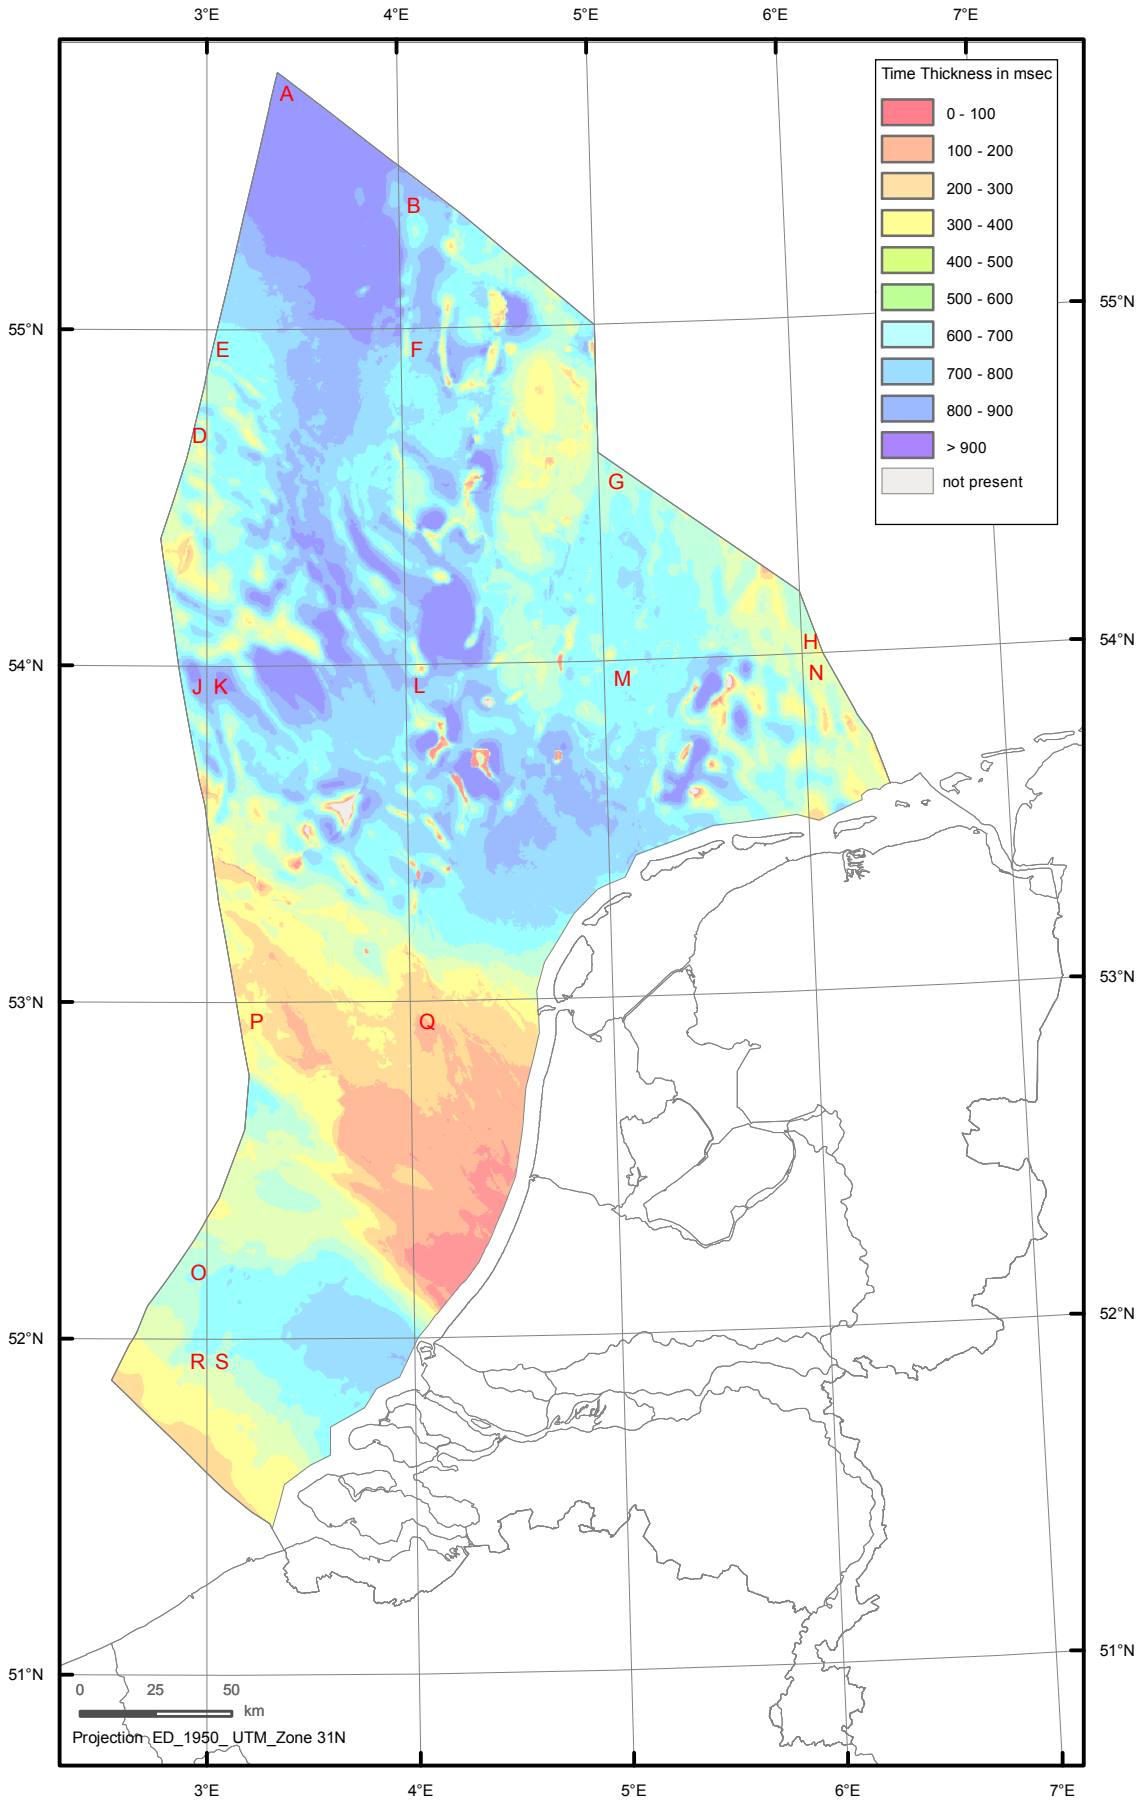 3°E 4°E 5°E 6°E 7°E
Time Thickness in msec
0 - 100
100 - 200
200 - 300
300 - 400
400 - 500
500 - 600
600 - 700
700 - 800
800 - 900
> 900
not present
A
B
55°N 55°N
E F
D
G
54°N 54°N
H
J K L M N
53°N 53°N
P Q
O
52°N 52°N
R S
51°N 51°N
0 25 50
km
Projection ED_1950_ UTM_Zone 31N
3°E 4°E 5°E 6°E 7°E